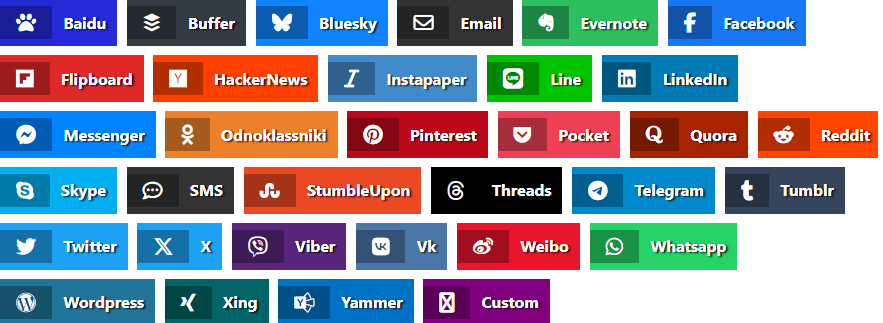 Baidu Buffer Bluesky Email Evernote Facebook
Flipboard HackerNews Instapaper Line LinkedIn
Messenger Odnoklassniki Pinterest Pocket Quora Reddit
Skype SMS StumbleUpon Threads Telegram Tumblr
Twitter X Viber Vk Weibo Whatsapp
Wordpress Xing Yammer Custom